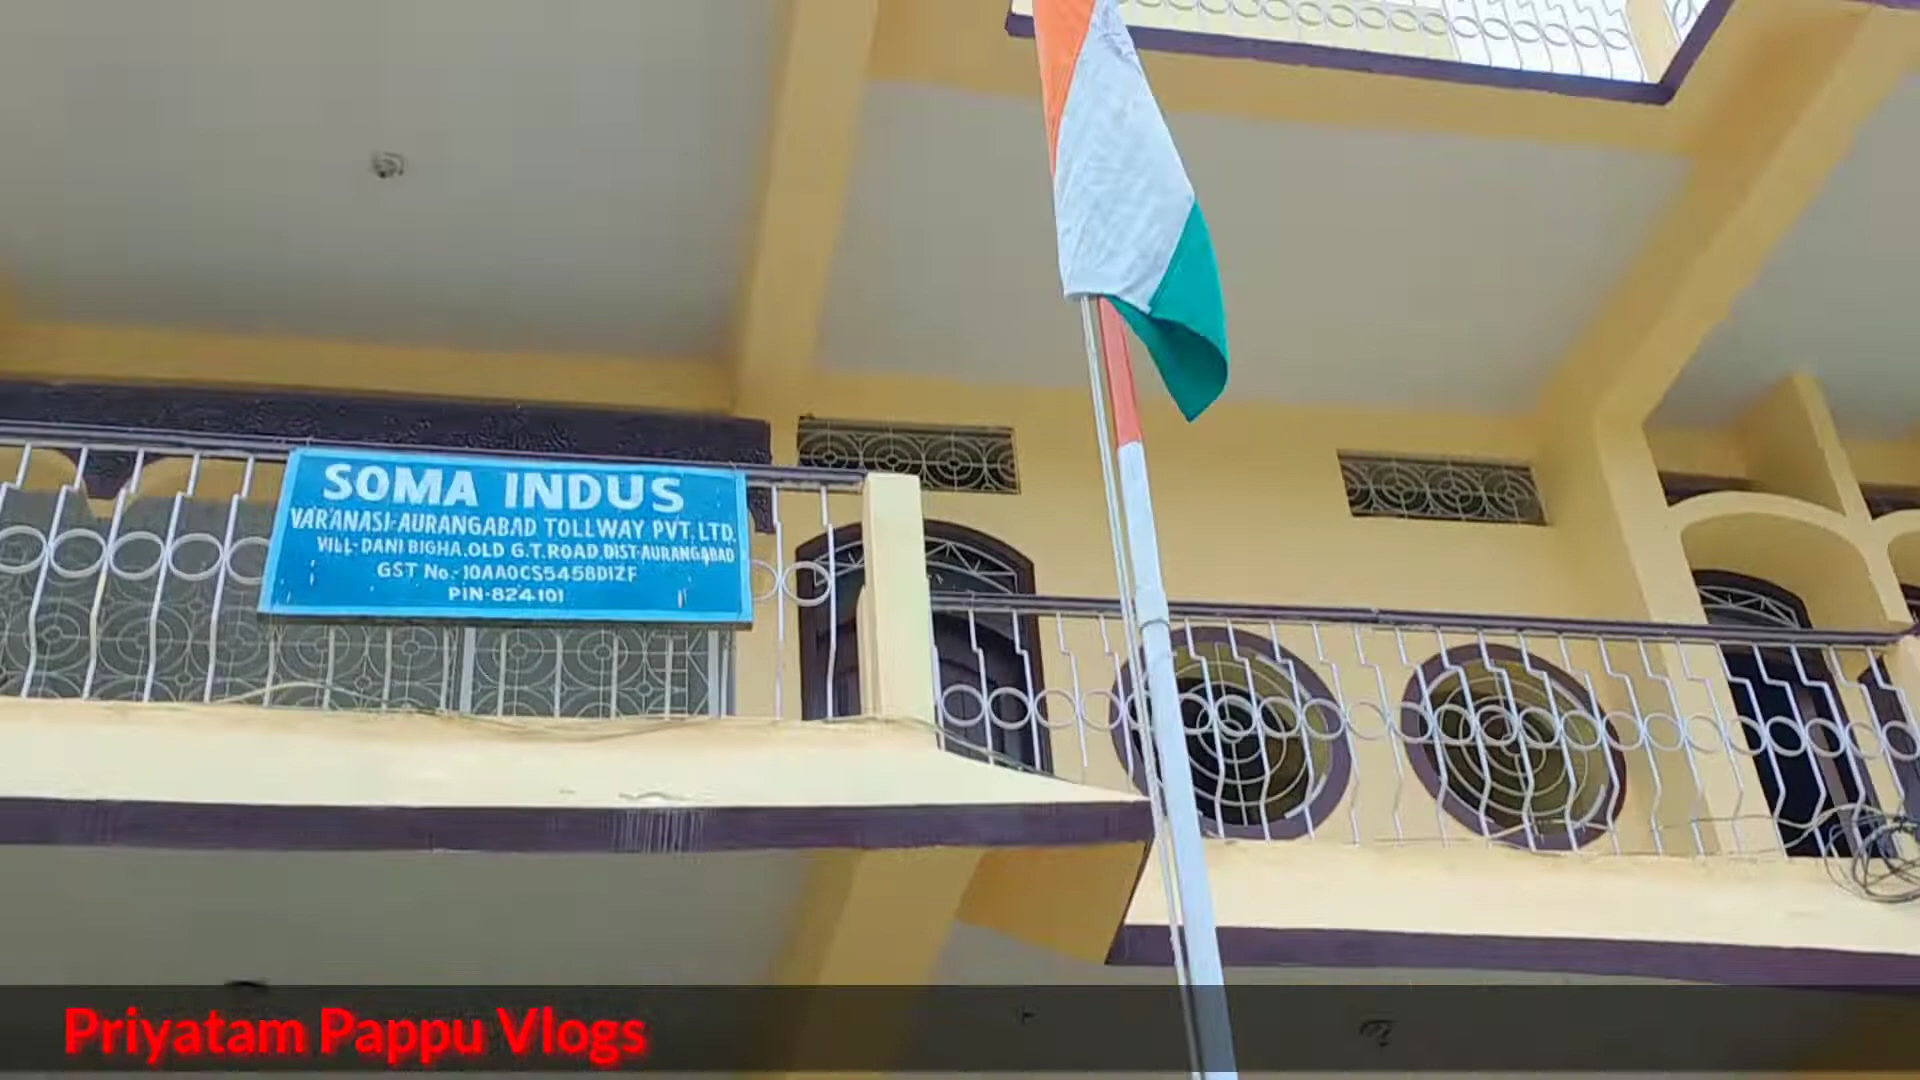 SOMA INDUS
VARANASI-AURANGABAD TOLLWAY PVT. LTD.
VILL-DANI BIGHA, OLD G.T.ROAD, DIST-AURANGABAD
GST No.-10AAOCS5458D1ZF
PIN-824101
Priyatam Pappu Vlogs